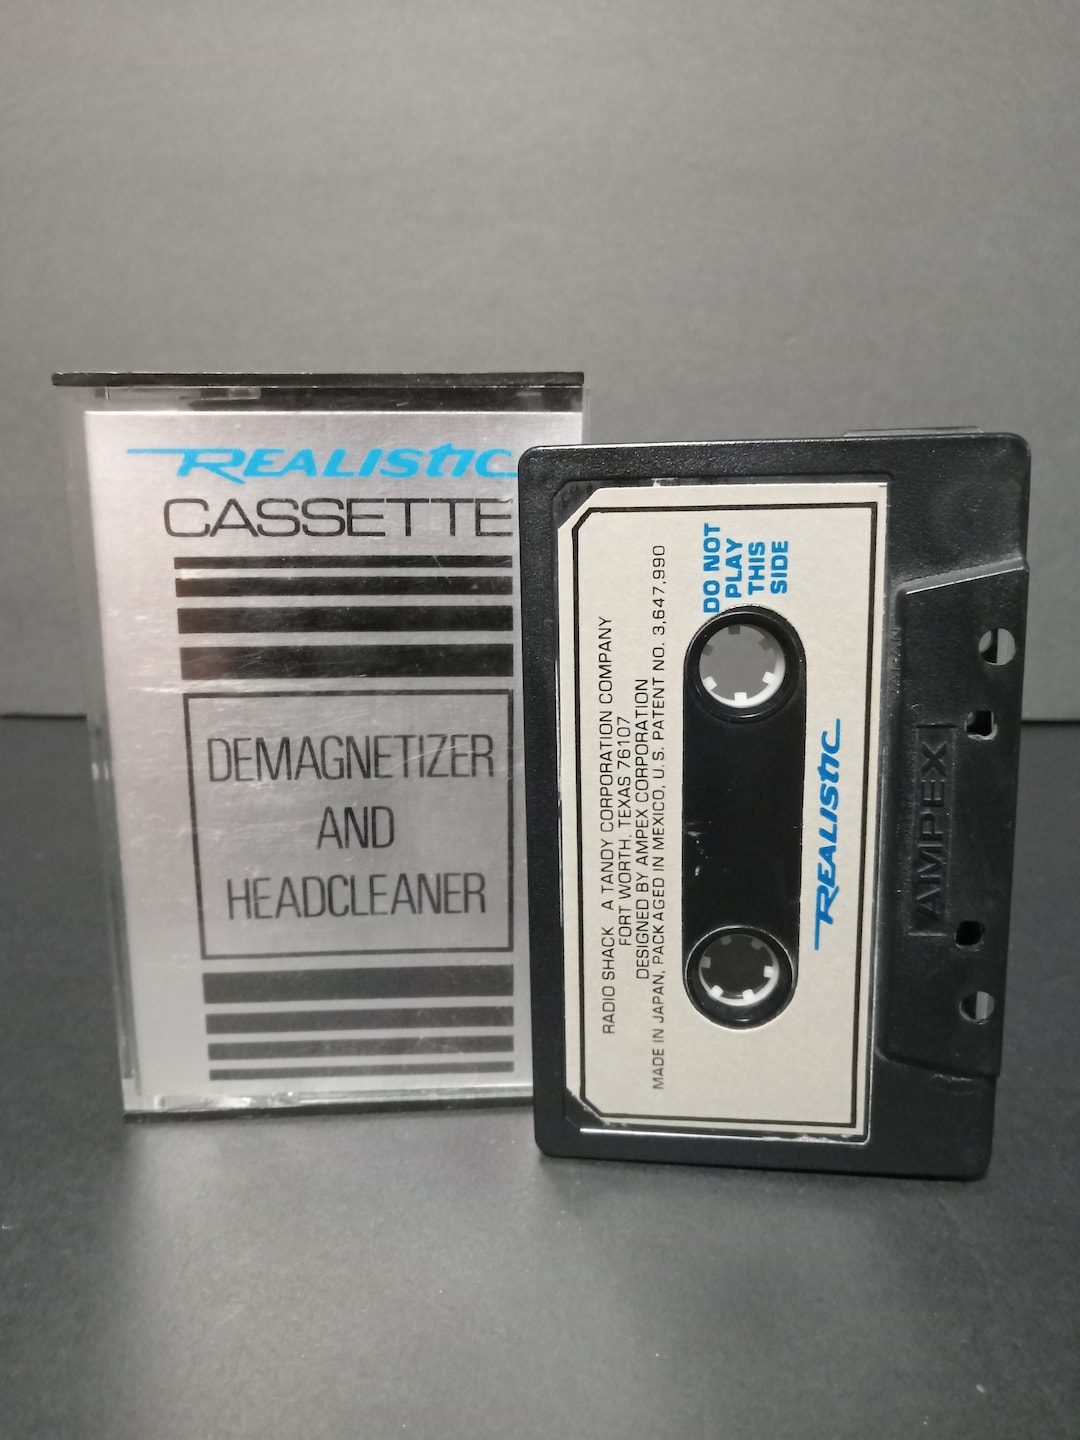 REALISTIC
CASSETTE
DEMAGNETIZER
AND
HEADCLEANER
RADIO SHACK A TANDY CORPORATION COMPANY
FORT WORTH, TEXAS 76107
DESIGNED BY AMPEX CORPORATION
MADE IN JAPAN, PACKAGED IN MEXICO, U.S. PATENT NO. 3,647,990
DO NOT
PLAY
THIS
SIDE
REALISTIC
JAPAN
AMPEX